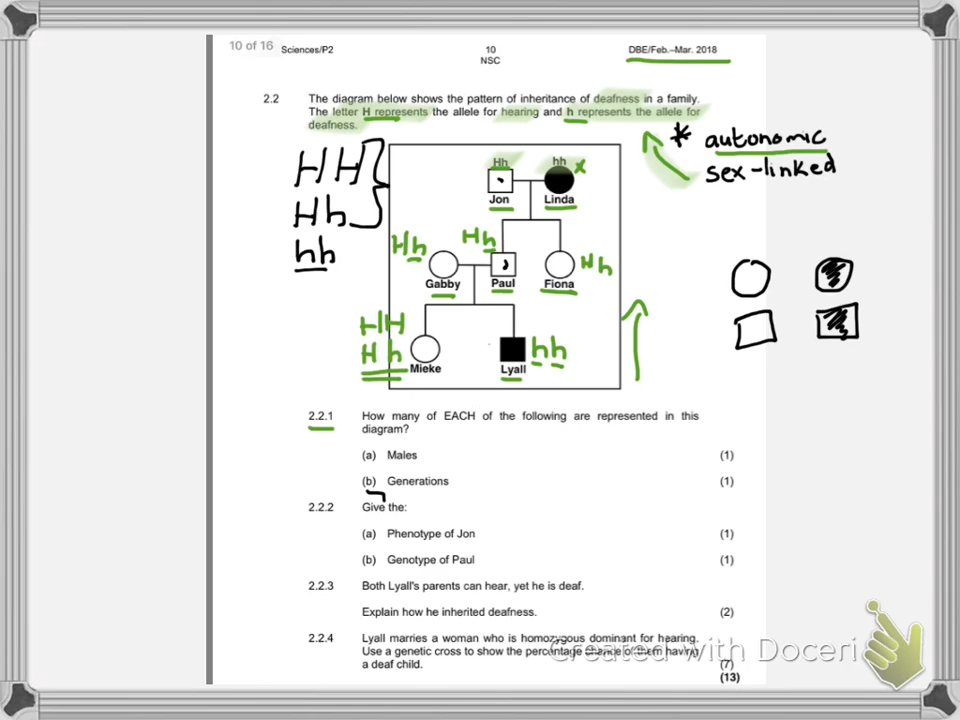 10 of 16 Sciences/P2 10 DBE/Feb.–Mar. 2018
NSC
2.2 The diagram below shows the pattern of inheritance of deafness in a family.
The letter H represents the allele for hearing and h represents the allele for
deafness.
* autonomic
sex-linked
HH
Hh
hh
Hh hh x
Jon Linda
Hh Hh Hh
Gabby Paul Fiona
HH
Hh hh
Mieke Lyall
2.2.1 How many of EACH of the following are represented in this
diagram?
(a) Males (1)
(b) Generations (1)
2.2.2 Give the:
(a) Phenotype of Jon (1)
(b) Genotype of Paul (1)
2.2.3 Both Lyall's parents can hear, yet he is deaf.
Explain how he inherited deafness. (2)
2.2.4 Lyall marries a woman who is homozygous dominant for hearing.
Use a genetic cross to show the percentage chance of them having
a deaf child. (7)
(13)
Created with Doceri